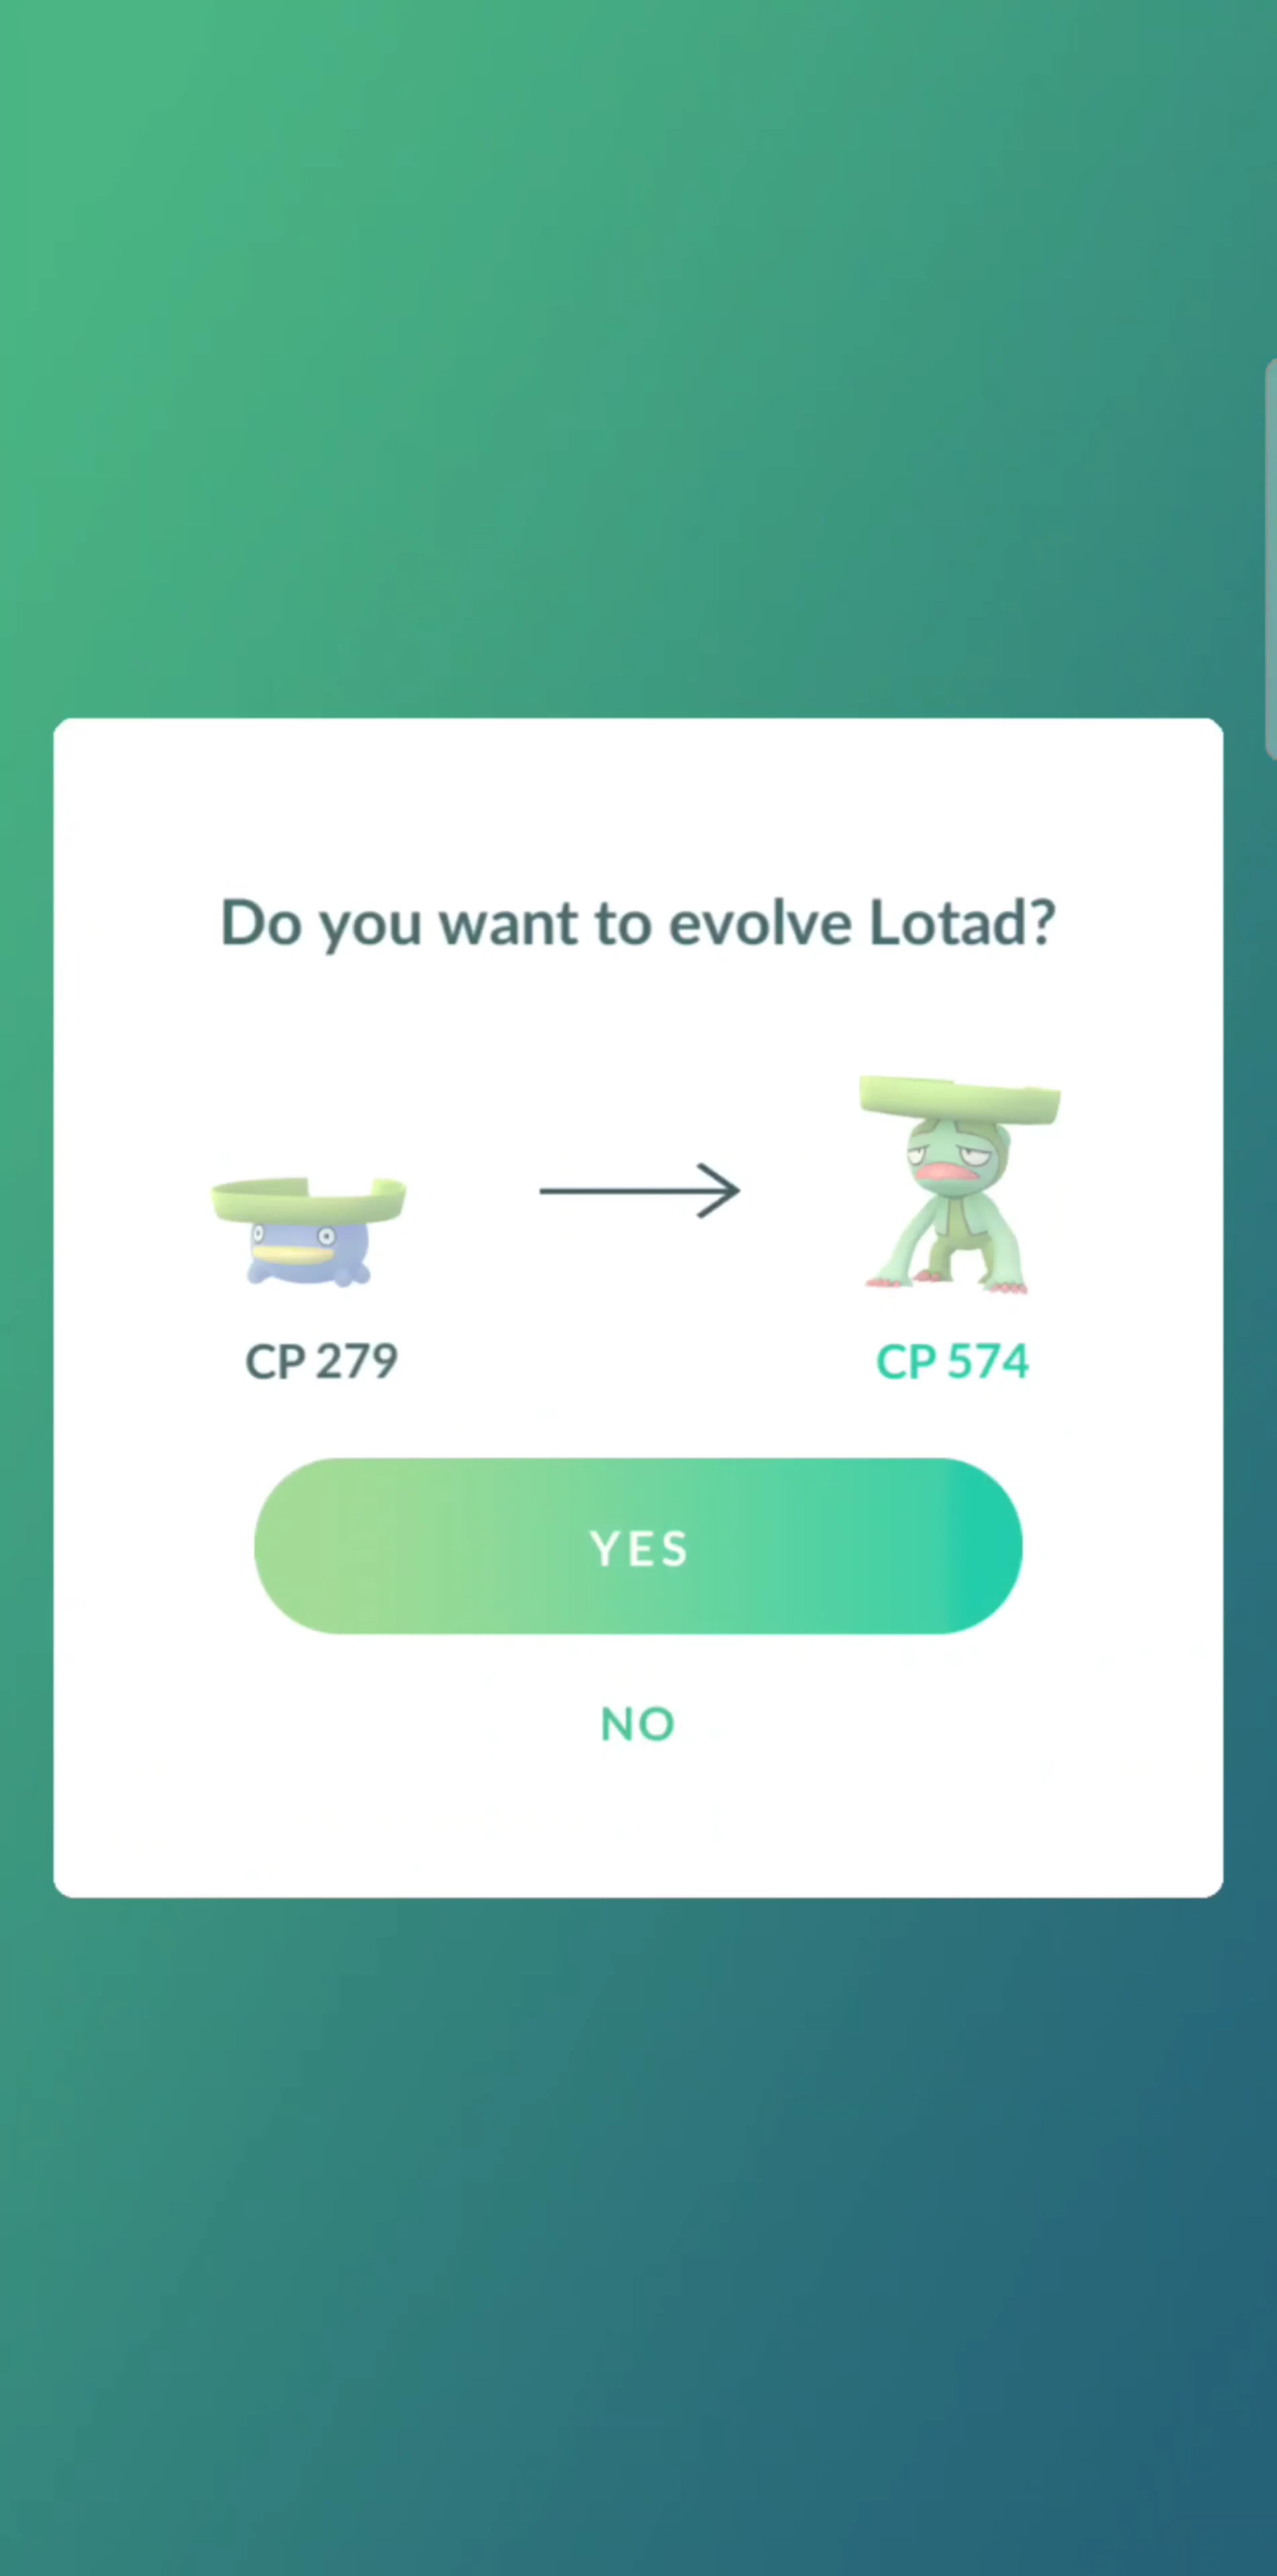 Do you want to evolve Lotad?
CP 279
CP 574
YES
NO